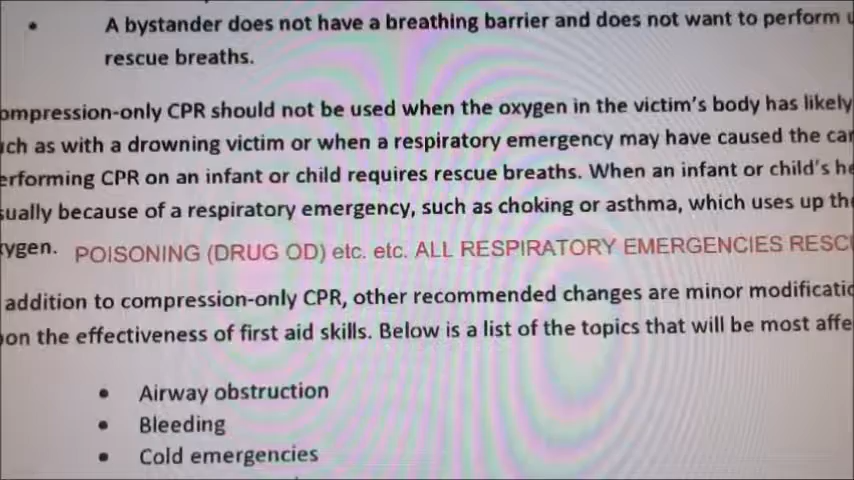 • A bystander does not have a breathing barrier and does not want to perform
rescue breaths.
ompression-only CPR should not be used when the oxygen in the victim's body has likely
uch as with a drowning victim or when a respiratory emergency may have caused the car
erforming CPR on an infant or child requires rescue breaths. When an infant or child's he
sually because of a respiratory emergency, such as choking or asthma, which uses up the
xygen. POISONING (DRUG OD) etc. etc. ALL RESPIRATORY EMERGENCIES RESC
addition to compression-only CPR, other recommended changes are minor modificatio
on the effectiveness of first aid skills. Below is a list of the topics that will be most affe
• Airway obstruction
• Bleeding
• Cold emergencies